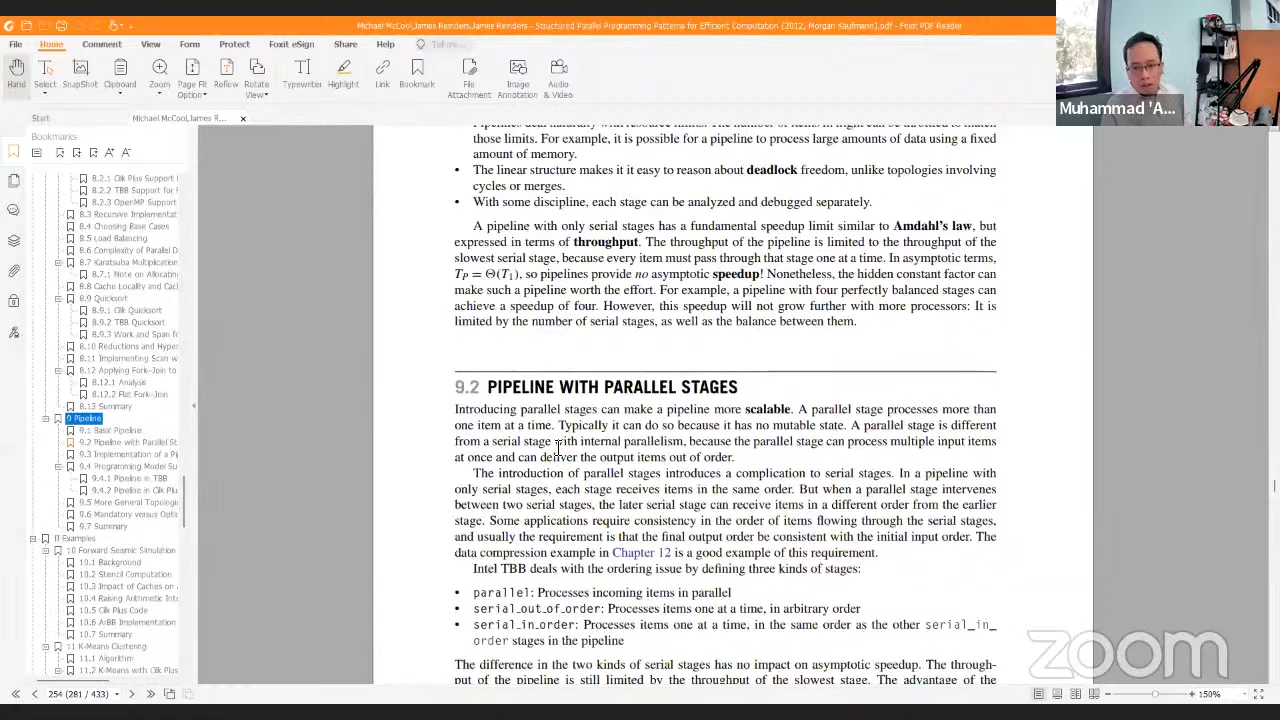 Michael McCool,James Reinders,James Reinders - Structured Parallel Programming Patterns for Efficient Computation (2012, Morgan Kaufmann).pdf - Foxit PDF Reader
File Home Comment View Form Protect Foxit eSign Share Help Tell me...
Hand Select SnapShot Clipboard Zoom Page Fit Option Reflow Rotate View Typewriter Highlight Link Bookmark File Attachment Image Annotation Audio & Video
Muhammad 'A...
Start Michael McCool,James R...
Bookmarks
8.2.1 Cilk Plus Support
8.2.2 TBB Support for
8.2.3 OpenMP Support
8.3 Recursive Implementat
8.4 Choosing Base Cases
8.5 Load Balancing
8.6 Complexity of Parallel D
8.7 Karatsuba Multiplication
8.7.1 Note on Allocating
8.8 Cache Locality and Cac
8.9 Quicksort
8.9.1 Cilk Quicksort
8.9.2 TBB Quicksort
8.9.3 Work and Span fo
8.10 Reductions and Hyper
8.11 Implementing Scan w
8.12 Applying Fork–Join to
8.12.1 Analysis
8.12.2 Flat Fork–Join
8.13 Summary
9 Pipeline
9.1 Basic Pipeline
9.2 Pipeline with Parallel St
9.3 Implementation of a Pi
9.4 Programming Model Su
9.4.1 Pipeline in TBB
9.4.2 Pipeline in Cilk Plu
9.5 More General Topologi
9.6 Mandatory versus Optio
9.7 Summary
II Examples
10 Forward Seismic Simulation
10.1 Background
10.2 Stencil Computation
10.3 Impact of Caches on A
10.4 Raising Arithmetic Int
10.5 Cilk Plus Code
10.6 ArBB Implementation
10.7 Summary
11 K-Means Clustering
11.1 Algorithm
11.2 K-Means with Cilk Plus
those limits. For example, it is possible for a pipeline to process large amounts of data using a fixed
amount of memory.
• The linear structure makes it it easy to reason about deadlock freedom, unlike topologies involving
cycles or merges.
• With some discipline, each stage can be analyzed and debugged separately.
A pipeline with only serial stages has a fundamental speedup limit similar to Amdahl's law, but
expressed in terms of throughput. The throughput of the pipeline is limited to the throughput of the
slowest serial stage, because every item must pass through that stage one at a time. In asymptotic terms,
T_P = Θ(T_1), so pipelines provide no asymptotic speedup! Nonetheless, the hidden constant factor can
make such a pipeline worth the effort. For example, a pipeline with four perfectly balanced stages can
achieve a speedup of four. However, this speedup will not grow further with more processors: It is
limited by the number of serial stages, as well as the balance between them.
9.2 PIPELINE WITH PARALLEL STAGES
Introducing parallel stages can make a pipeline more scalable. A parallel stage processes more than
one item at a time. Typically it can do so because it has no mutable state. A parallel stage is different
from a serial stage with internal parallelism, because the parallel stage can process multiple input items
at once and can deliver the output items out of order.
The introduction of parallel stages introduces a complication to serial stages. In a pipeline with
only serial stages, each stage receives items in the same order. But when a parallel stage intervenes
between two serial stages, the later serial stage can receive items in a different order from the earlier
stage. Some applications require consistency in the order of items flowing through the serial stages,
and usually the requirement is that the final output order be consistent with the initial input order. The
data compression example in Chapter 12 is a good example of this requirement.
Intel TBB deals with the ordering issue by defining three kinds of stages:
• parallel: Processes incoming items in parallel
• serial_out_of_order: Processes items one at a time, in arbitrary order
• serial_in_order: Processes items one at a time, in the same order as the other serial_in_
order stages in the pipeline
The difference in the two kinds of serial stages has no impact on asymptotic speedup. The through-
put of the pipeline is still limited by the throughput of the slowest stage. The advantage of the
zoom
254 (281 / 433) 150%